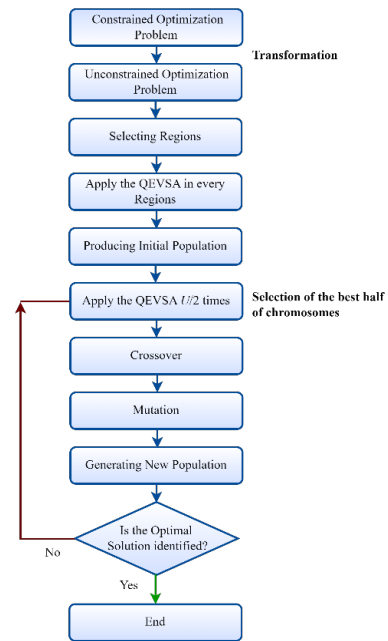 Constrained Optimization
Problem
Transformation
Unconstrained Optimization
Problem
Selecting Regions
Apply the QEVSA in every
Regions
Producing Initial Population
Apply the QEVSA U/2 times
Selection of the best half
of chromosomes
Crossover
Mutation
Generating New Population
Is the Optimal
Solution identified?
No
Yes
End